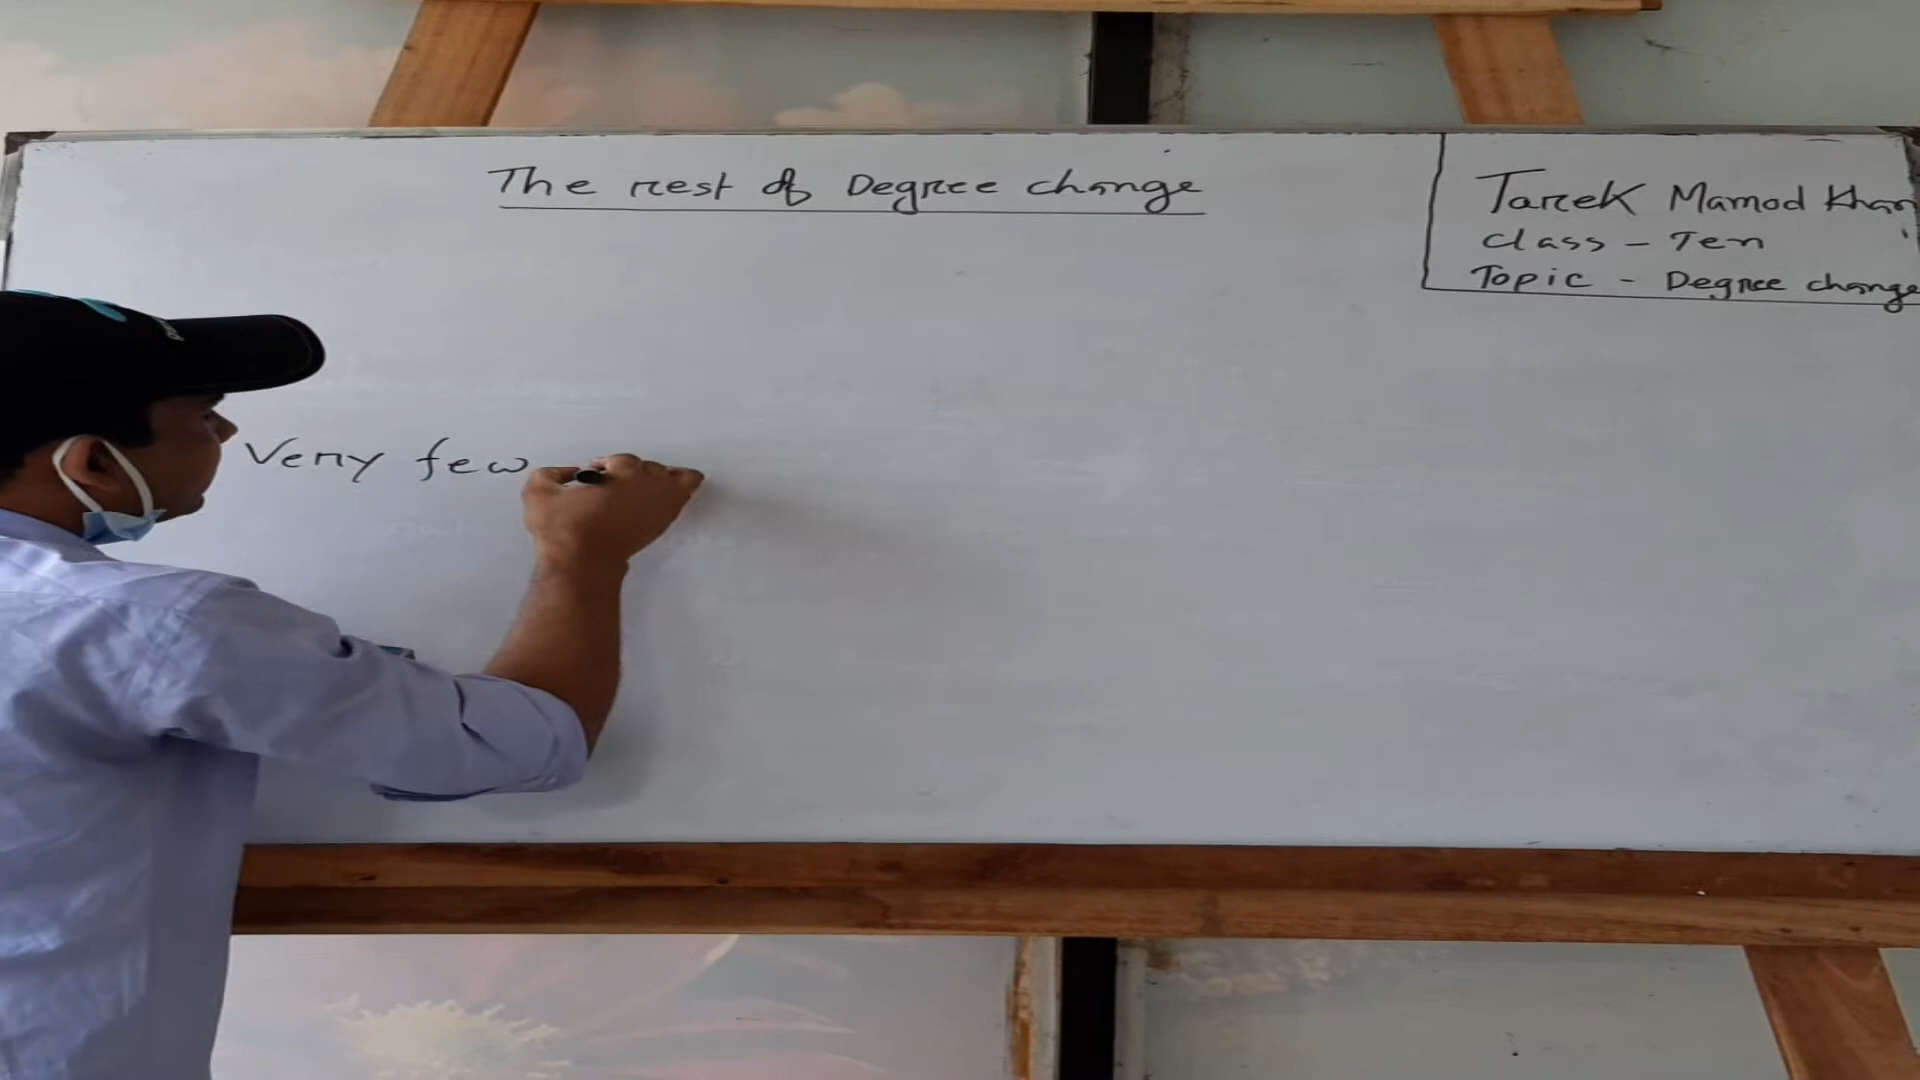 The rest of Degree change
Tarek Mamod Khan
class - Ten
Topic - Degree change
Very few